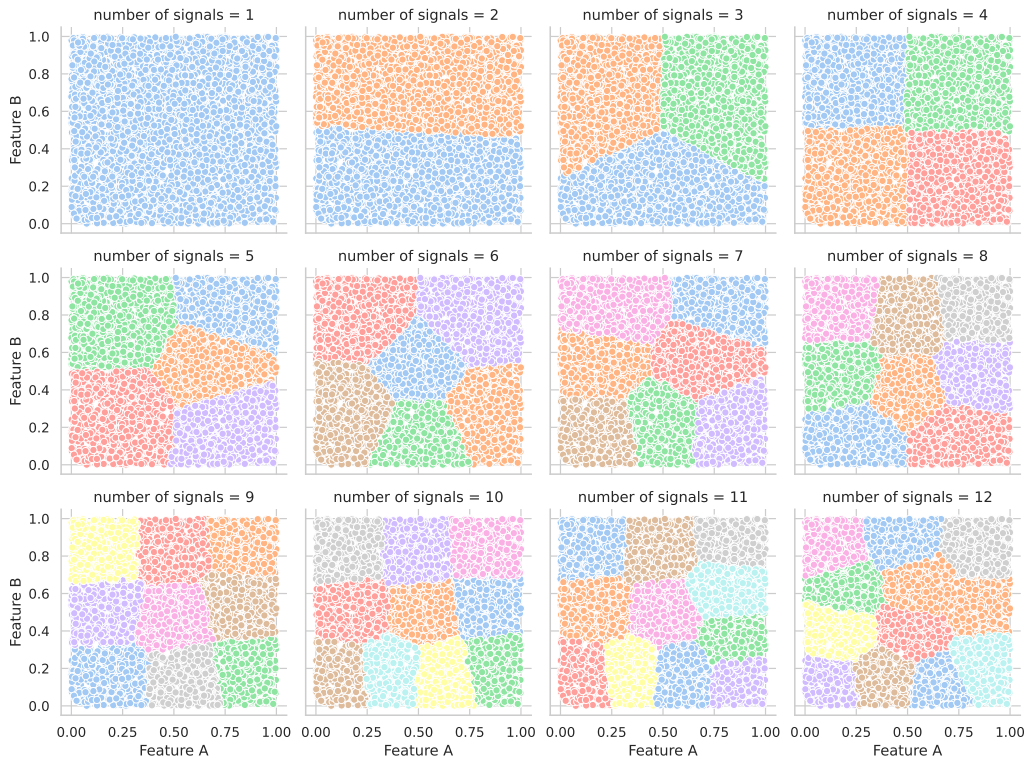 number of signals = 1
number of signals = 2
number of signals = 3
number of signals = 4
1.0
0.8
0.6
0.4
0.2
0.0
Feature B
number of signals = 5
number of signals = 6
number of signals = 7
number of signals = 8
1.0
0.8
0.6
0.4
0.2
0.0
Feature B
number of signals = 9
number of signals = 10
number of signals = 11
number of signals = 12
1.0
0.8
0.6
0.4
0.2
0.0
Feature B
0.00 0.25 0.50 0.75 1.00
0.00 0.25 0.50 0.75 1.00
0.00 0.25 0.50 0.75 1.00
0.00 0.25 0.50 0.75 1.00
Feature A
Feature A
Feature A
Feature A